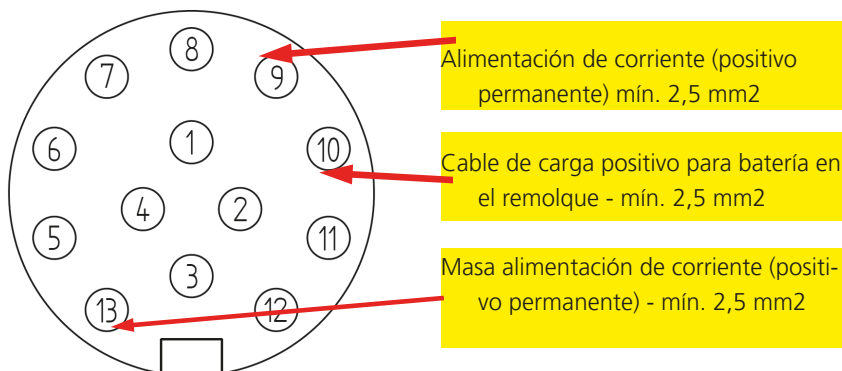 8
7
9
Alimentación de corriente (positivo
permanente) mín. 2,5 mm2
1
6
10
Cable de carga positivo para batería en
el remolque - mín. 2,5 mm2
4
2
5
11
3
Masa alimentación de corriente (positi-
vo permanente) - mín. 2,5 mm2
13
12